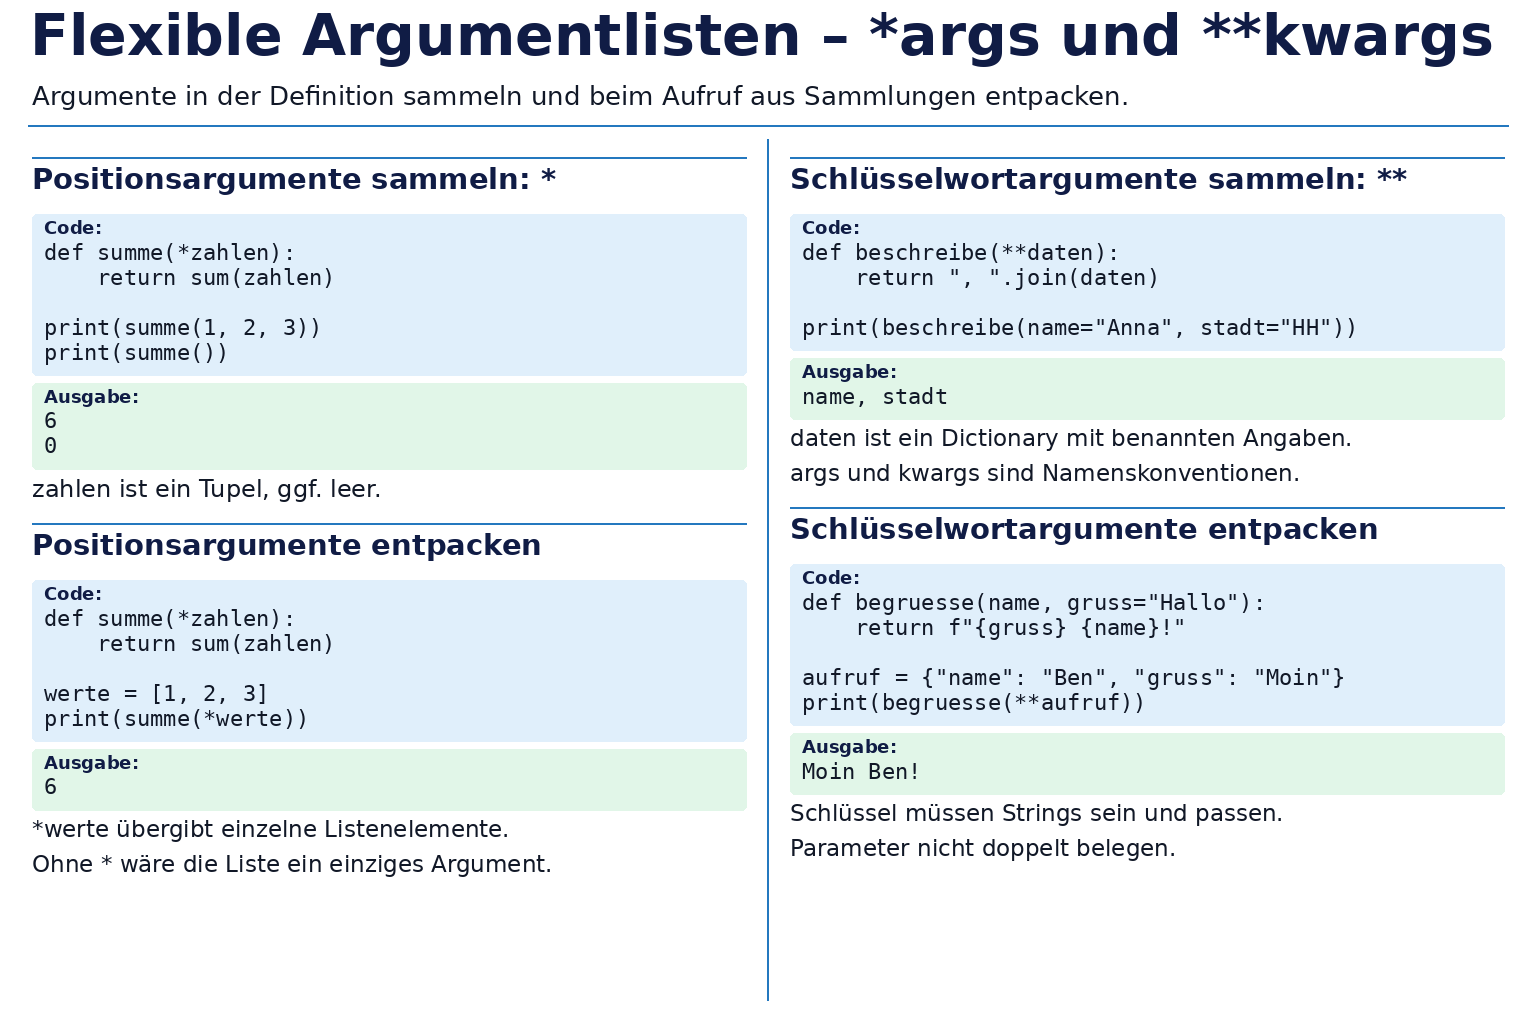 Flexible Argumentlisten – *args und **kwargs
Argumente in der Definition sammeln und beim Aufruf aus Sammlungen entpacken.
Positionsargumente sammeln: *
Code:
def summe(*zahlen):
    return sum(zahlen)

print(summe(1, 2, 3))
print(summe())
Ausgabe:
6
0
zahlen ist ein Tupel, ggf. leer.
Positionsargumente entpacken
Code:
def summe(*zahlen):
    return sum(zahlen)

werte = [1, 2, 3]
print(summe(*werte))
Ausgabe:
6
*werte übergibt einzelne Listenelemente.
Ohne * wäre die Liste ein einziges Argument.
Schlüsselwortargumente sammeln: **
Code:
def beschreibe(**daten):
    return ", ".join(daten)

print(beschreibe(name="Anna", stadt="HH"))
Ausgabe:
name, stadt
daten ist ein Dictionary mit benannten Angaben.
args und kwargs sind Namenskonventionen.
Schlüsselwortargumente entpacken
Code:
def begruesse(name, gruss="Hallo"):
    return f"{gruss} {name}!"

aufruf = {"name": "Ben", "gruss": "Moin"}
print(begruesse(**aufruf))
Ausgabe:
Moin Ben!
Schlüssel müssen Strings sein und passen.
Parameter nicht doppelt belegen.